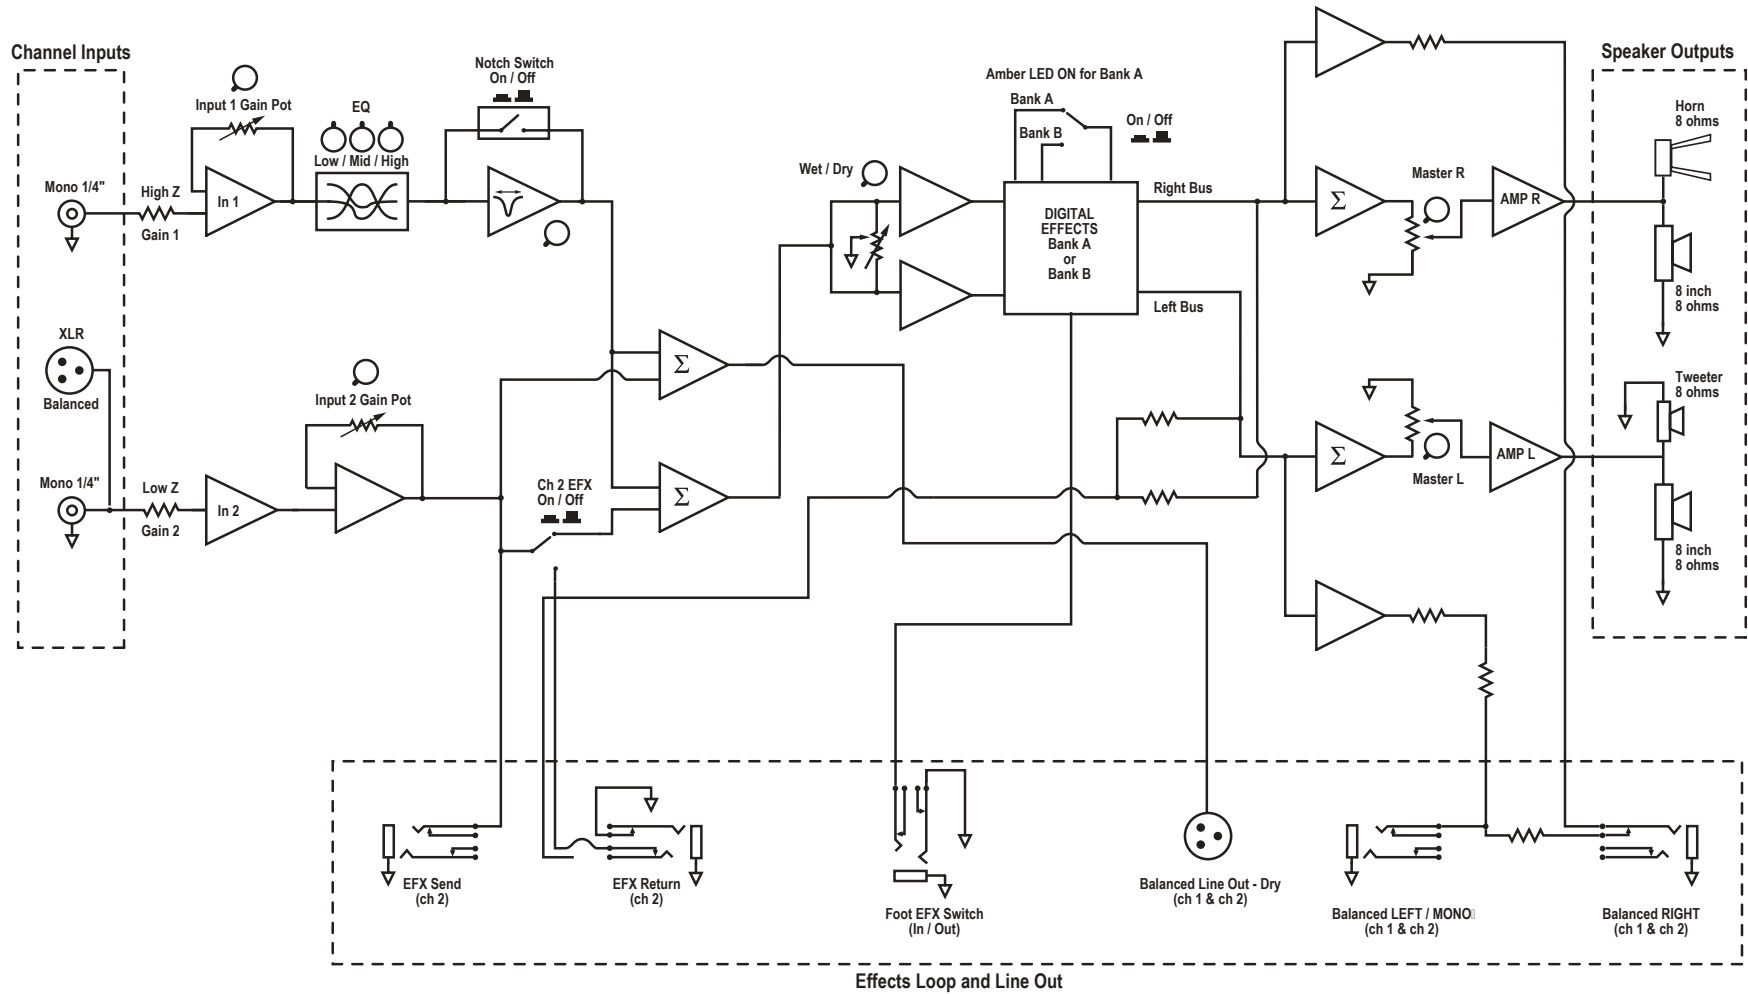 Channel Inputs
Speaker Outputs
Notch Switch
On / Off
Amber LED ON for Bank A
Input 1 Gain Pot
EQ
Low / Mid / High
Bank A
Bank B
On / Off
Horn
8 ohms
Mono 1/4"
High Z
Gain 1
In 1
Wet / Dry
DIGITAL
EFFECTS
Bank A
or
Bank B
Right Bus
Left Bus
Σ
Master R
AMP R
8 inch
8 ohms
XLR
Balanced
Input 2 Gain Pot
Σ
Tweeter
8 ohms
Mono 1/4"
Low Z
Gain 2
In 2
Ch 2 EFX
On / Off
Σ
Σ
Master L
AMP L
8 inch
8 ohms
EFX Send
(ch 2)
EFX Return
(ch 2)
Foot EFX Switch
(In / Out)
Balanced Line Out - Dry
(ch 1 & ch 2)
Balanced LEFT / MONO
(ch 1 & ch 2)
Balanced RIGHT
(ch 1 & ch 2)
Effects Loop and Line Out